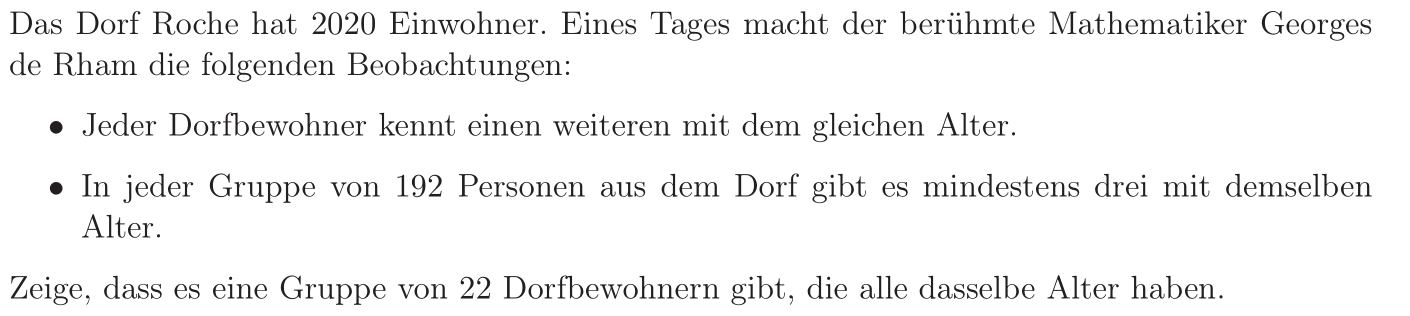 Das Dorf Roche hat 2020 Einwohner. Eines Tages macht der berühmte Mathematiker Georges
de Rham die folgenden Beobachtungen:
• Jeder Dorfbewohner kennt einen weiteren mit dem gleichen Alter.
• In jeder Gruppe von 192 Personen aus dem Dorf gibt es mindestens drei mit demselben
Alter.
Zeige, dass es eine Gruppe von 22 Dorfbewohnern gibt, die alle dasselbe Alter haben.